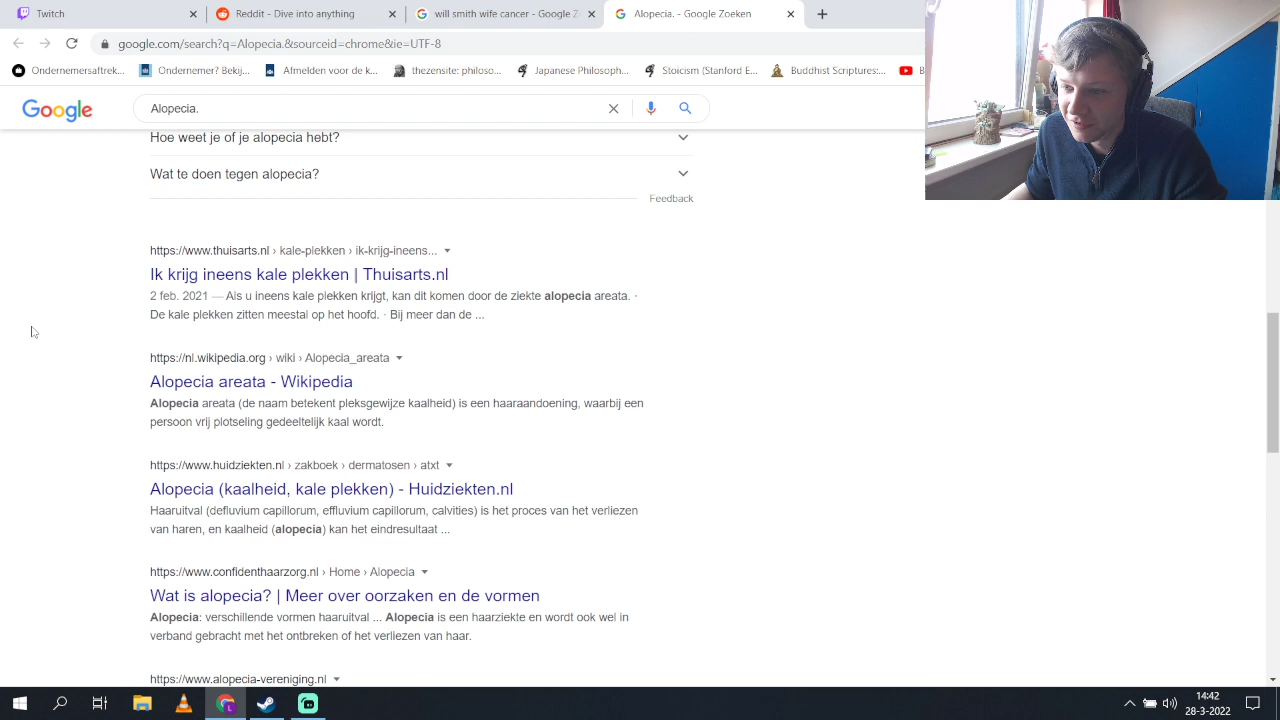 Twitch
Reddit - Dive into anything
will smith wife cancer - Google Z
Alopecia. - Google Zoeken
google.com/search?q=Alopecia.&sourceid=chrome&ie=UTF-8
Ondernemersaftrek...
Ondernemer? Bekij...
Afmelden voor de k...
thezensite: philoso...
Japanese Philosoph...
Stoicism (Stanford E...
Buddhist Scriptures:...
Google
Alopecia.
Hoe weet je of je alopecia hebt?
Wat te doen tegen alopecia?
Feedback
https://www.thuisarts.nl › kale-plekken › ik-krijg-ineens...
Ik krijg ineens kale plekken | Thuisarts.nl
2 feb. 2021 — Als u ineens kale plekken krijgt, kan dit komen door de ziekte alopecia areata. ·
De kale plekken zitten meestal op het hoofd. · Bij meer dan de ...
https://nl.wikipedia.org › wiki › Alopecia_areata
Alopecia areata - Wikipedia
Alopecia areata (de naam betekent pleksgewijze kaalheid) is een haaraandoening, waarbij een
persoon vrij plotseling gedeeltelijk kaal wordt.
https://www.huidziekten.nl › zakboek › dermatosen › atxt
Alopecia (kaalheid, kale plekken) - Huidziekten.nl
Haaruitval (defluvium capillorum, effluvium capillorum, calvities) is het proces van het verliezen
van haren, en kaalheid (alopecia) kan het eindresultaat ...
https://www.confidenthaarzorg.nl › Home › Alopecia
Wat is alopecia? | Meer over oorzaken en de vormen
Alopecia: verschillende vormen haaruitval ... Alopecia is een haarziekte en wordt ook wel in
verband gebracht met het ontbreken of het verliezen van haar.
https://www.alopecia-vereniging.nl
14:42
28-3-2022